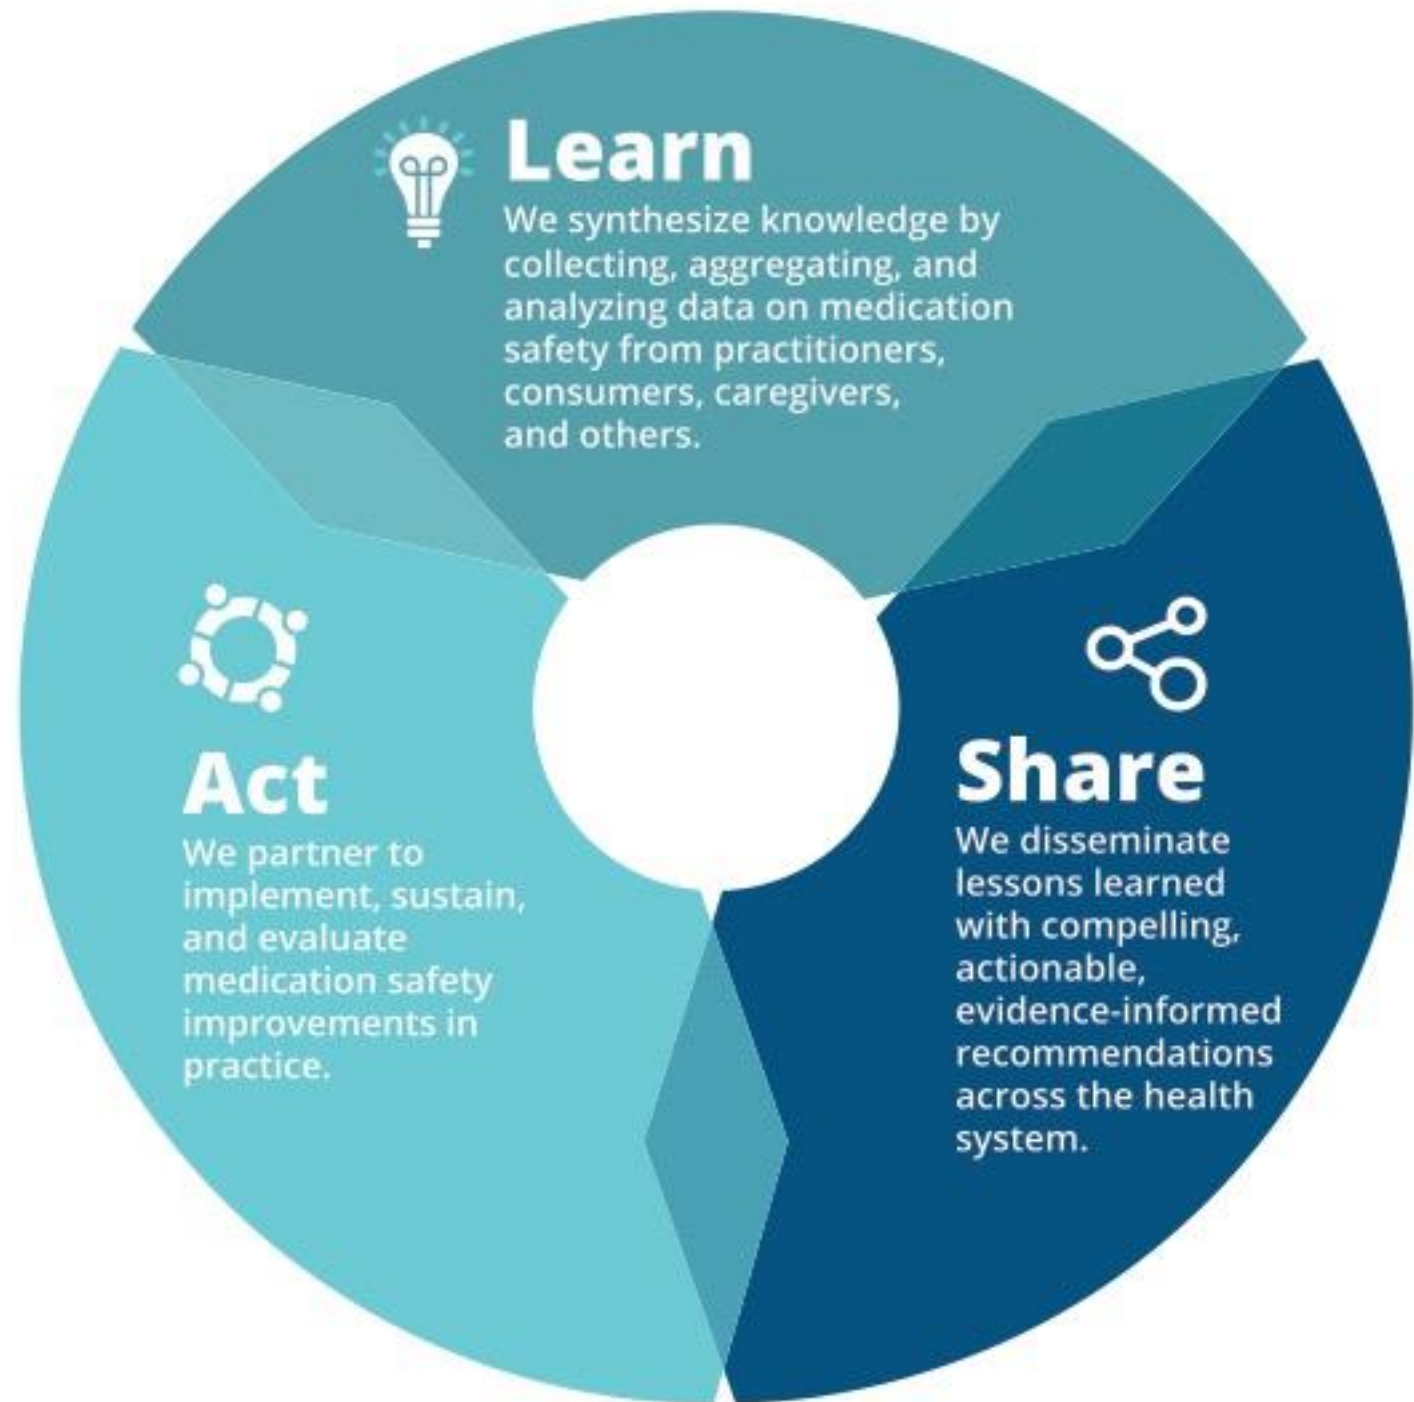 Learn
We synthesize knowledge by
collecting, aggregating, and
analyzing data on medication
safety from practitioners,
consumers, caregivers,
and others.
Share
We disseminate
lessons learned
with compelling,
actionable,
evidence-informed
recommendations
across the health
system.
Act
We partner to
implement, sustain,
and evaluate
medication safety
improvements in
practice.